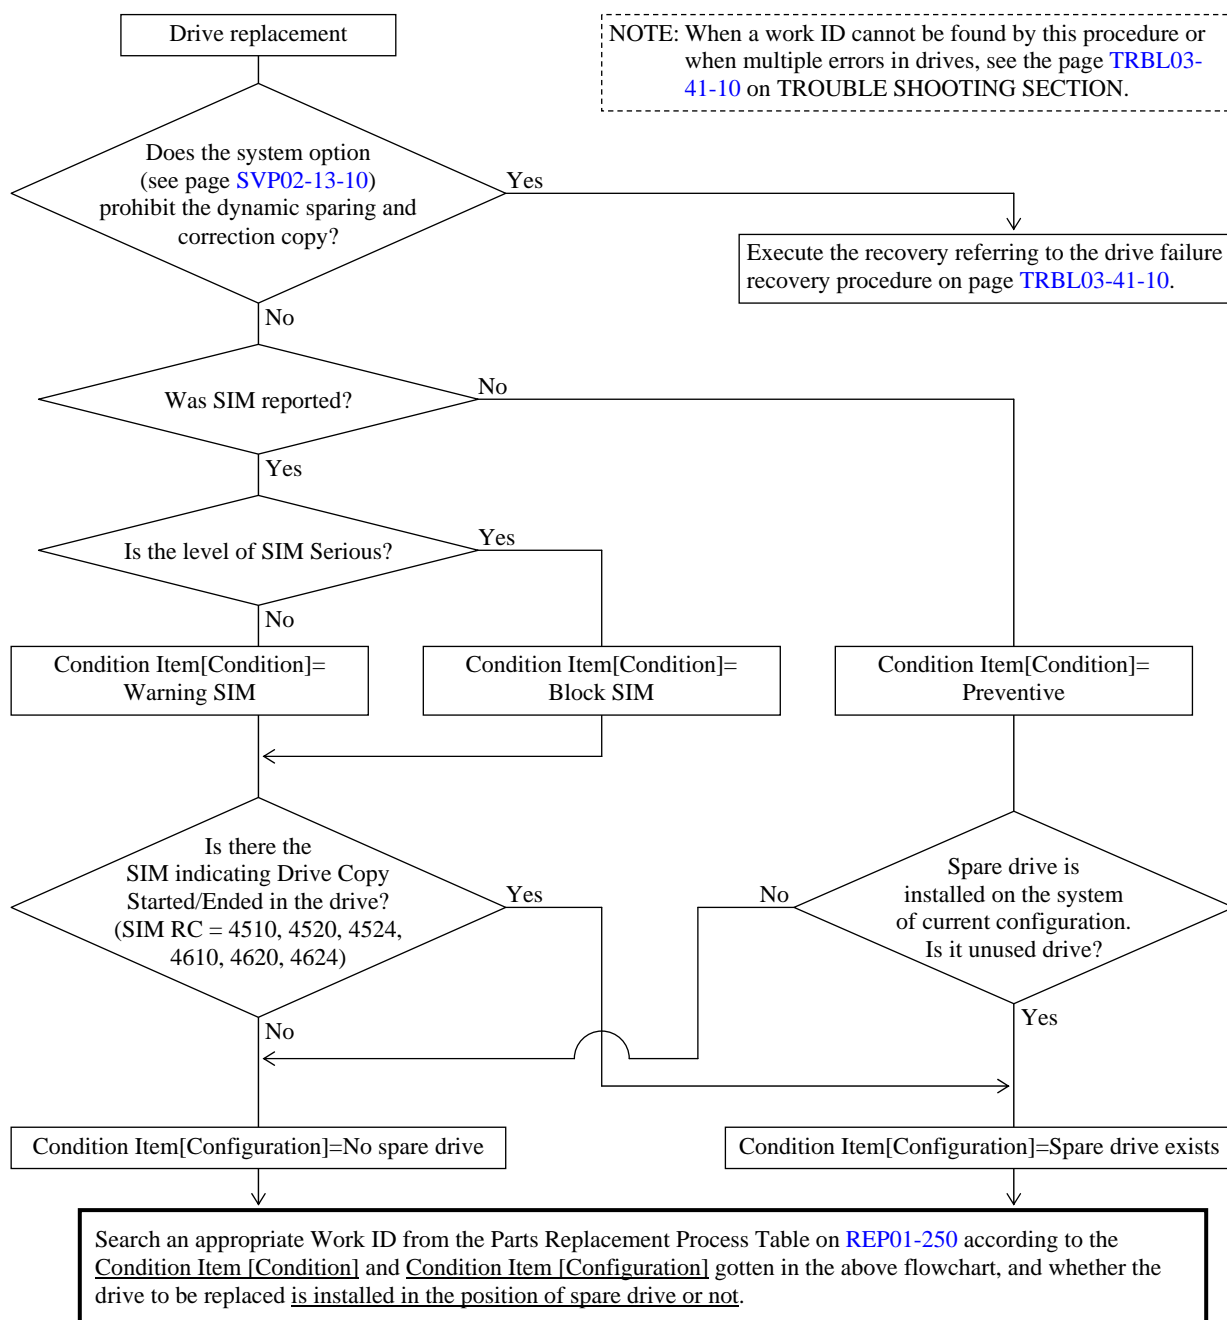 Drive replacement
NOTE: When a work ID cannot be found by this procedure or
when multiple errors in drives, see the page TRBL03-
41-10 on TROUBLE SHOOTING SECTION.
Does the system option
(see page SVP02-13-10)
prohibit the dynamic sparing and
correction copy?
Yes
Execute the recovery referring to the drive failure
recovery procedure on page TRBL03-41-10.
No
Was SIM reported?
No
Yes
Is the level of SIM Serious?
Yes
No
Condition Item[Condition]=
Warning SIM
Condition Item[Condition]=
Block SIM
Condition Item[Condition]=
Preventive
Is there the
SIM indicating Drive Copy
Started/Ended in the drive?
(SIM RC = 4510, 4520, 4524,
4610, 4620, 4624)
Yes
No
Spare drive is
installed on the system
of current configuration.
Is it unused drive?
No
Yes
Condition Item[Configuration]=No spare drive
Condition Item[Configuration]=Spare drive exists
Search an appropriate Work ID from the Parts Replacement Process Table on REP01-250 according to the
Condition Item [Condition] and Condition Item [Configuration] gotten in the above flowchart, and whether the
drive to be replaced is installed in the position of spare drive or not.